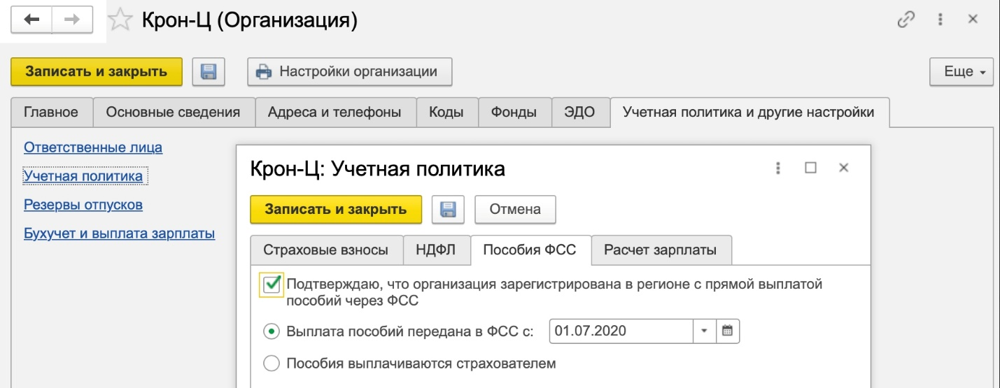 Крон-Ц (Организация)
Записать и закрыть
Настройки организации
Еще
Главное
Основные сведения
Адреса и телефоны
Коды
Фонды
ЭДО
Учетная политика и другие настройки
Ответственные лица
Учетная политика
Резервы отпусков
Бухучет и выплата зарплаты
Крон-Ц: Учетная политика
Записать и закрыть
Отмена
Страховые взносы
НДФЛ
Пособия ФСС
Расчет зарплаты
Подтверждаю, что организация зарегистрирована в регионе с прямой выплатой
пособий через ФСС
Выплата пособий передана в ФСС с: 01.07.2020
Пособия выплачиваются страхователем